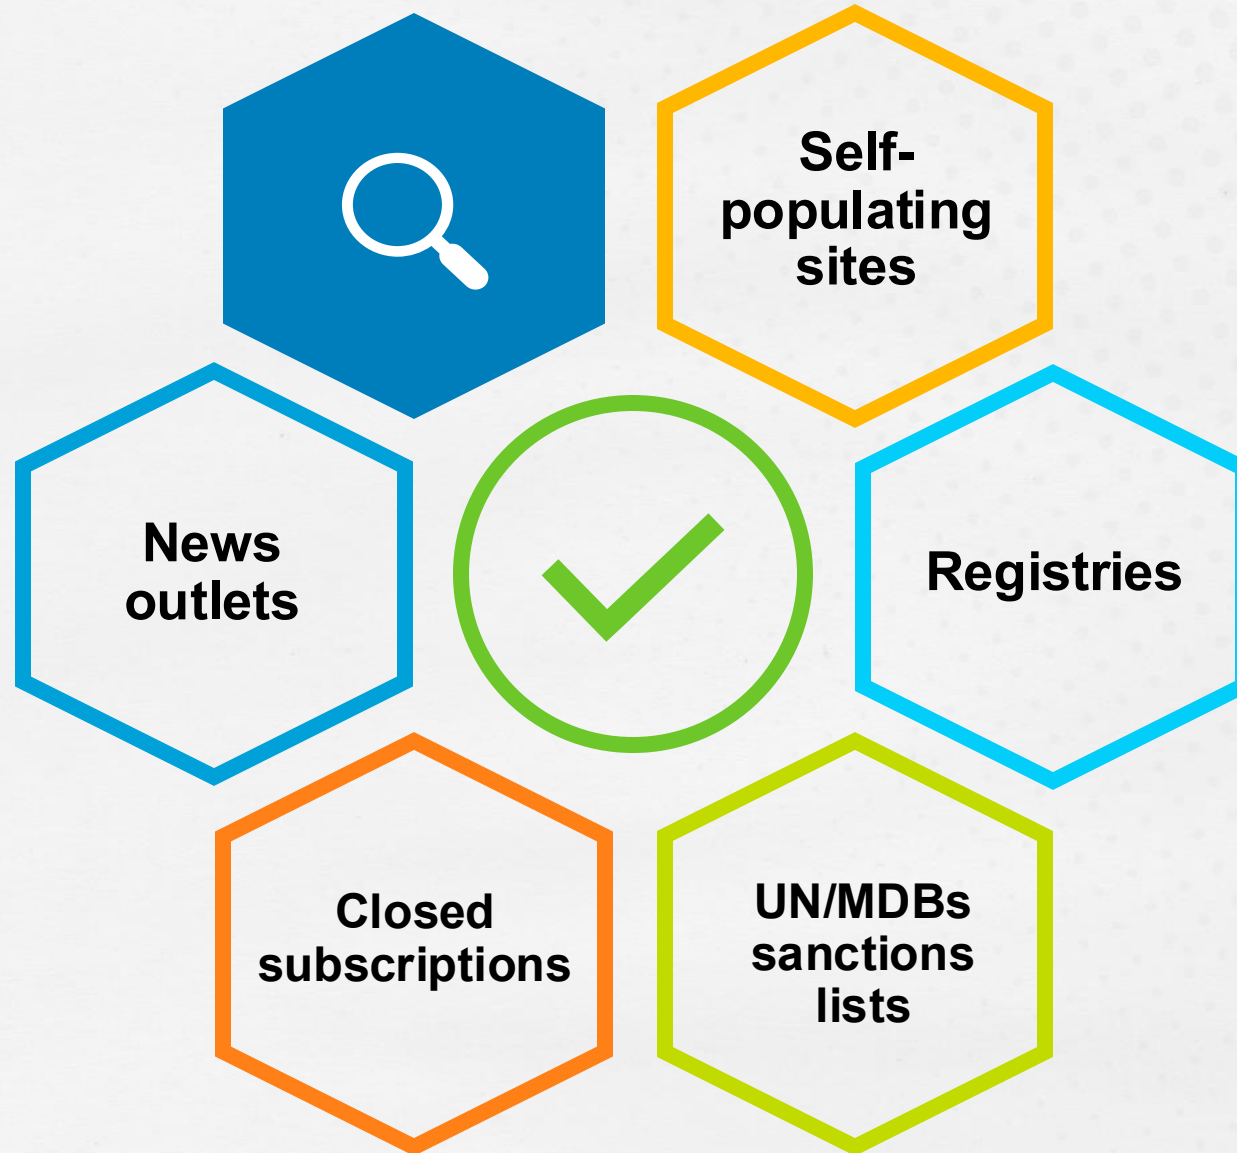 Self-
populating
sites
News
outlets
Registries
Closed
subscriptions
UN/MDBs
sanctions
lists